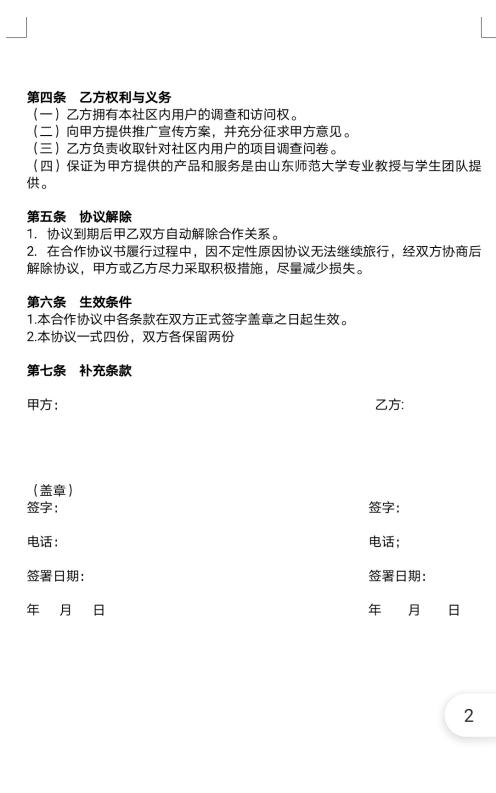 第四条 乙方权利与义务
（一）乙方拥有本社区内用户的调查和访问权。
（二）向甲方提供推广宣传方案，并充分征求甲方意见。
（三）乙方负责收取针对社区内用户的项目调查问卷。
（四）保证为甲方提供的产品和服务是由山东师范大学专业教授与学生团队提
供。
第五条 协议解除
1. 协议到期后甲乙双方自动解除合作关系。
2. 在合作协议书履行过程中，因不定性原因协议无法继续旅行，经双方协商后
解除协议，甲方或乙方尽力采取积极措施，尽量减少损失。
第六条 生效条件
1.本合作协议中各条款在双方正式签字盖章之日起生效。
2.本协议一式四份，双方各保留两份
第七条 补充条款
甲方： 乙方:
（盖章）
签字： 签字：
电话： 电话；
签署日期： 签署日期：
年 月 日 年 月 日
2